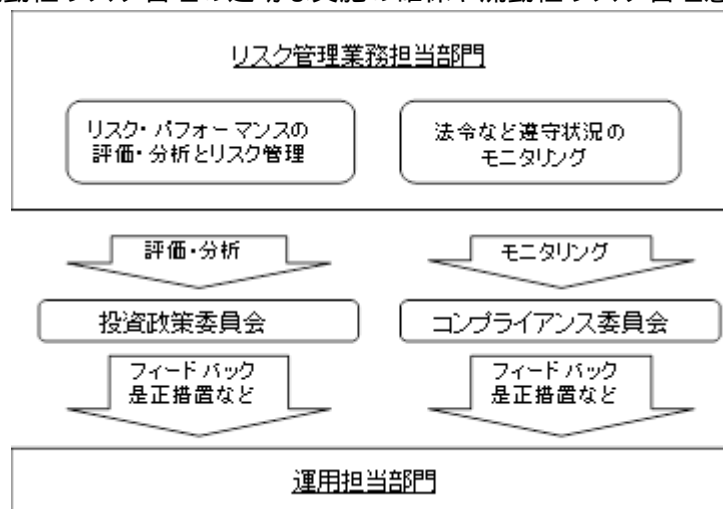 リスク管理業務担当部門
リスク・パフォーマンスの
評価・分析とリスク管理
法令など遵守状況の
モニタリング
評価・分析
モニタリング
投資政策委員会
コンプライアンス委員会
フィードバック
是正措置など
フィードバック
是正措置など
運用担当部門